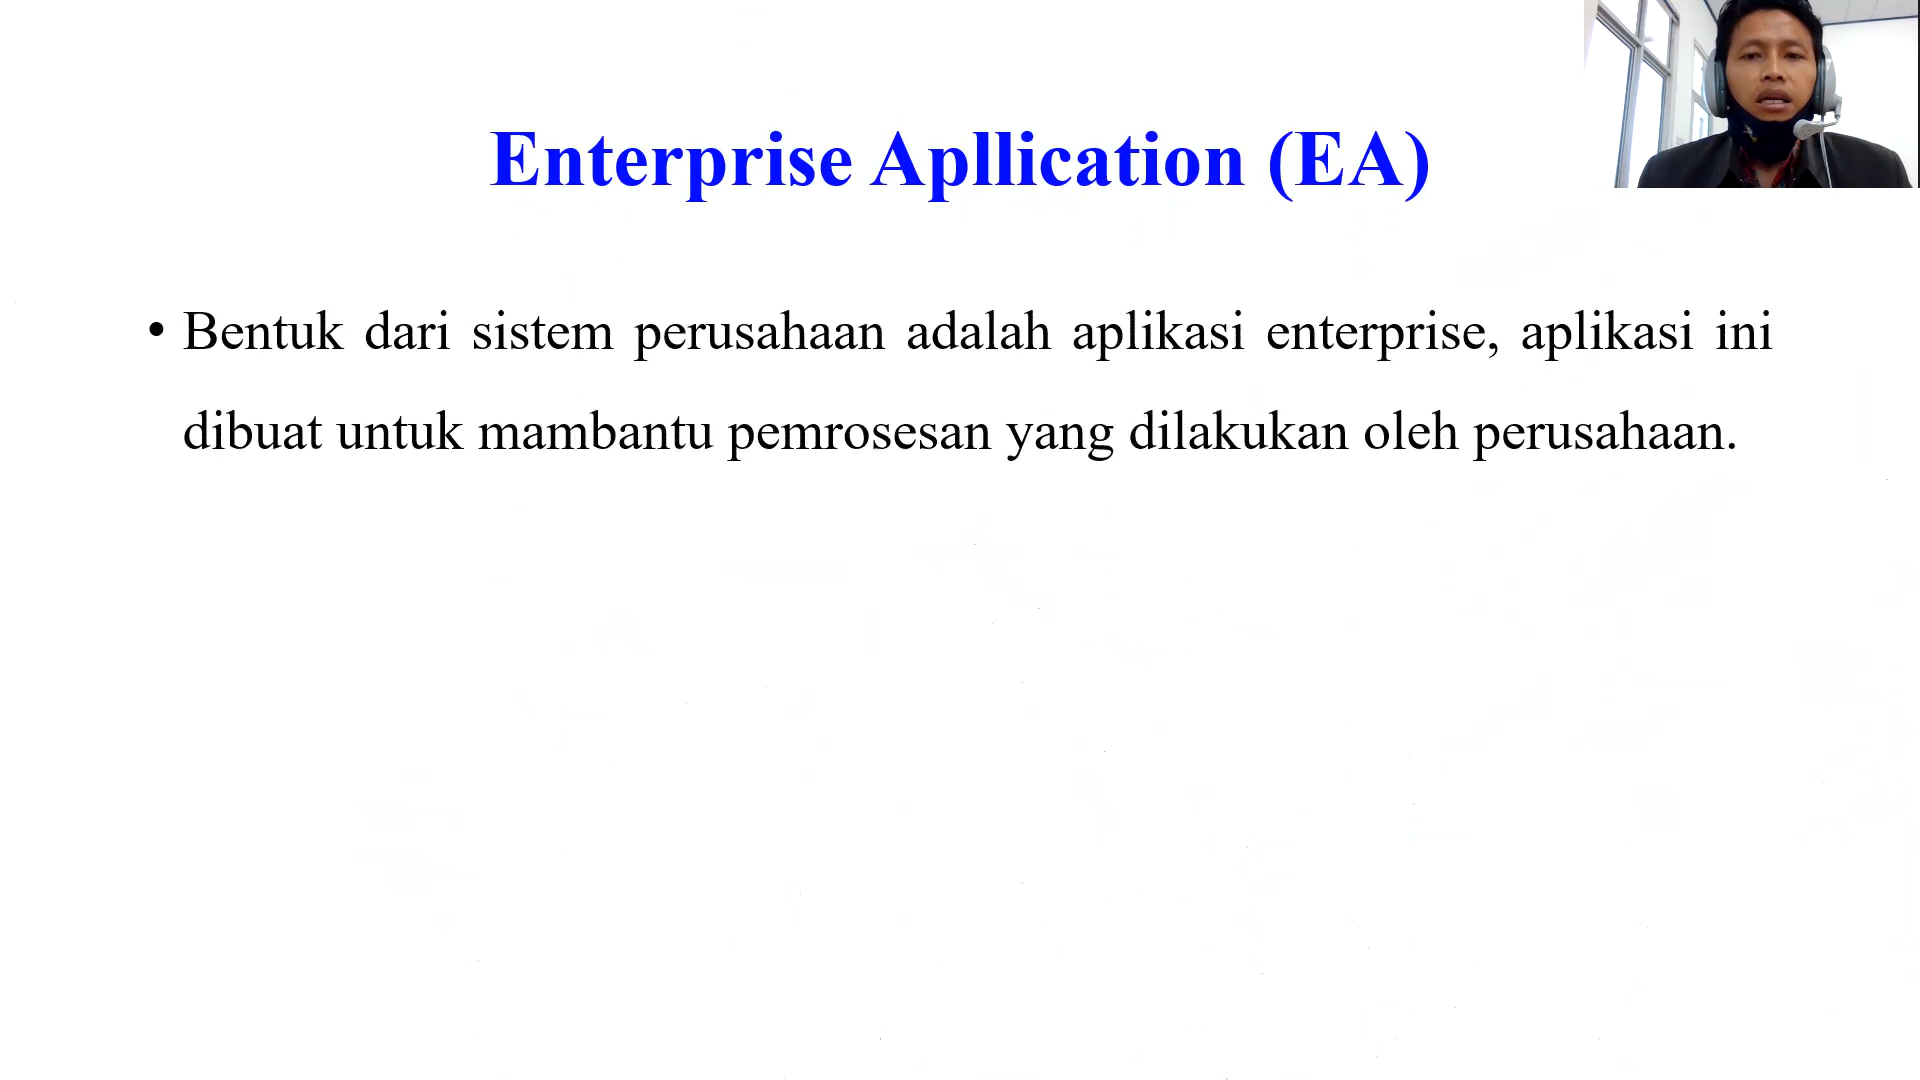 Enterprise Apllication (EA)
• Bentuk dari sistem perusahaan adalah aplikasi enterprise, aplikasi ini
dibuat untuk mambantu pemrosesan yang dilakukan oleh perusahaan.